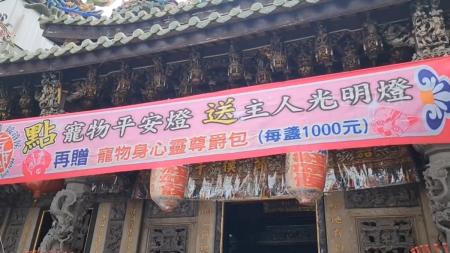 點 寵物平安燈 送 主人光明燈
再贈 寵物身心靈尊爵包 (每盞1000元)